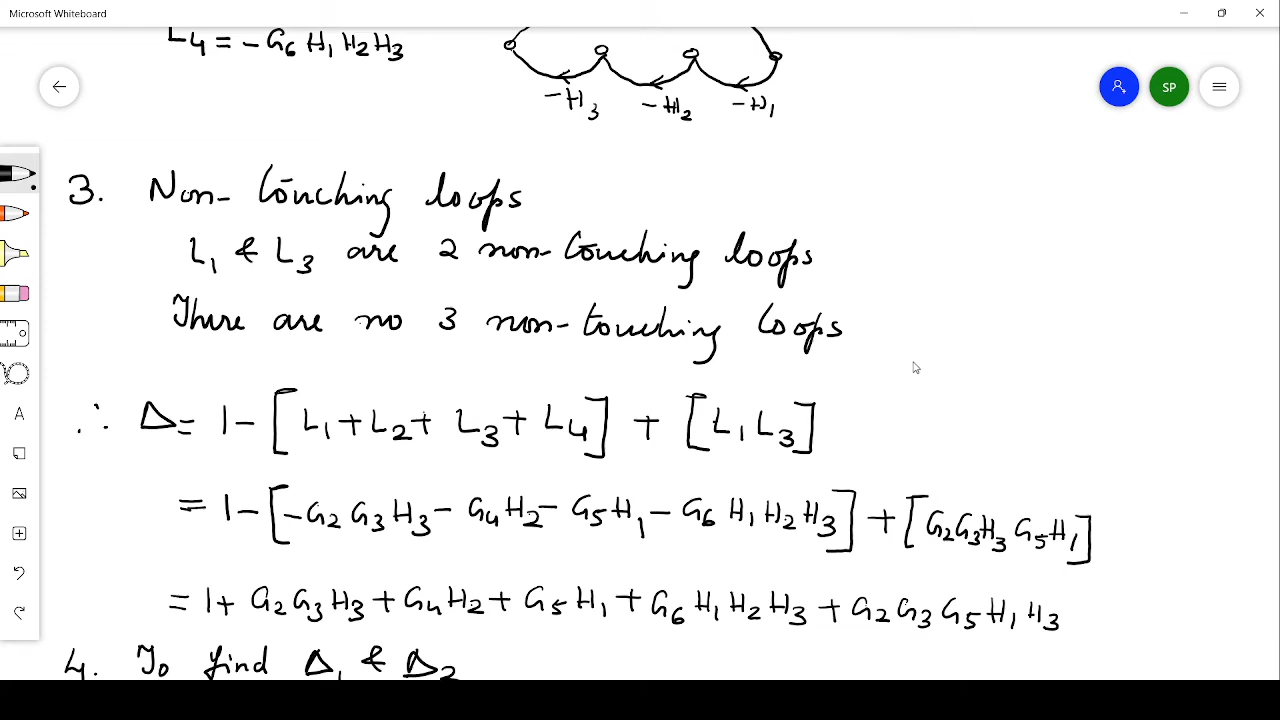 Microsoft Whiteboard
L4 = - G6 H1 H2 H3
-H3 -H2 -H1
SP
3. Non-touching loops
L1 & L3 are 2 non-touching loops
There are no 3 non-touching loops
∴ Δ = 1 - [L1 + L2 + L3 + L4] + [L1 L3]
= 1 - [-G2 G3 H3 - G4 H2 - G5 H1 - G6 H1 H2 H3] + [G2 G3 H3 G5 H1]
= 1 + G2 G3 H3 + G4 H2 + G5 H1 + G6 H1 H2 H3 + G2 G3 G5 H1 H3
4. To find Δ1 & Δ2